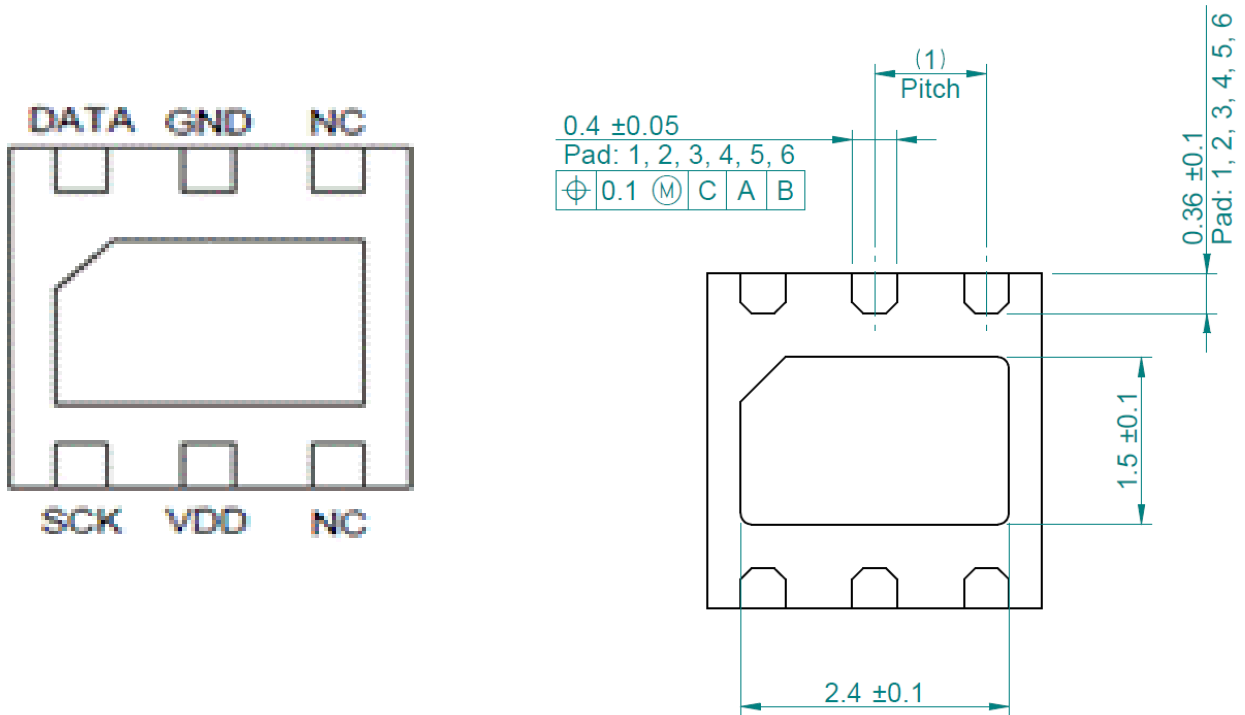 DATA GND NC
SCK VDD NC
(1)
Pitch
0.4 ±0.05
Pad: 1, 2, 3, 4, 5, 6
⌖ 0.1 Ⓜ C A B
0.36 ±0.1
Pad: 1, 2, 3, 4, 5, 6
1.5 ±0.1
2.4 ±0.1